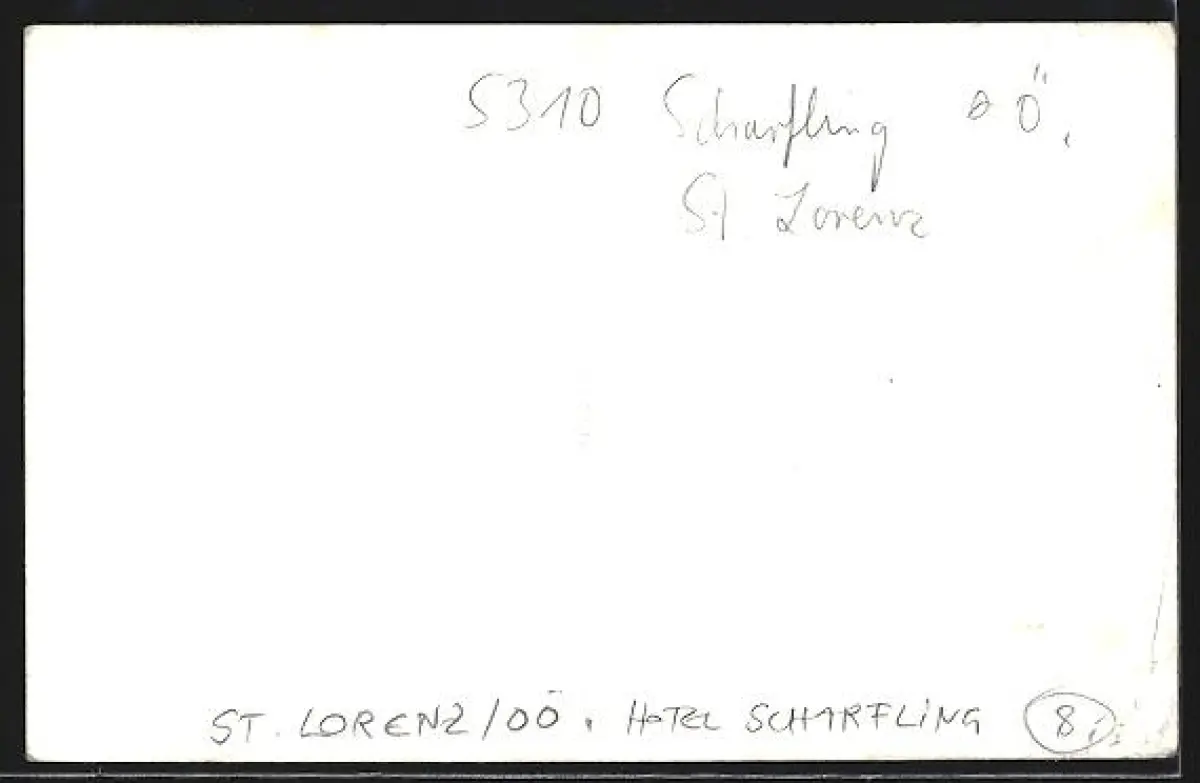 5310 Scharfling OÖ.
St Lorenz
ST. LORENZ/OÖ. HOTEL SCHARFLING 8,